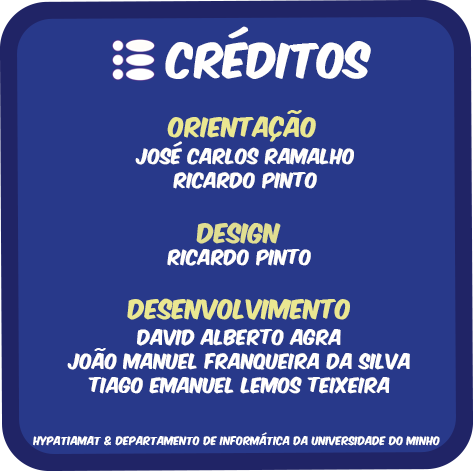 CRÉDITOS
ORIENTAÇÃO
JOSÉ CARLOS RAMALHO
RICARDO PINTO
DESIGN
RICARDO PINTO
DESENVOLVIMENTO
DAVID ALBERTO AGRA
JOÃO MANUEL FRANQUEIRA DA SILVA
TIAGO EMANUEL LEMOS TEIXEIRA
HYPATIAMAT & DEPARTAMENTO DE INFORMÁTICA DA UNIVERSIDADE DO MINHO